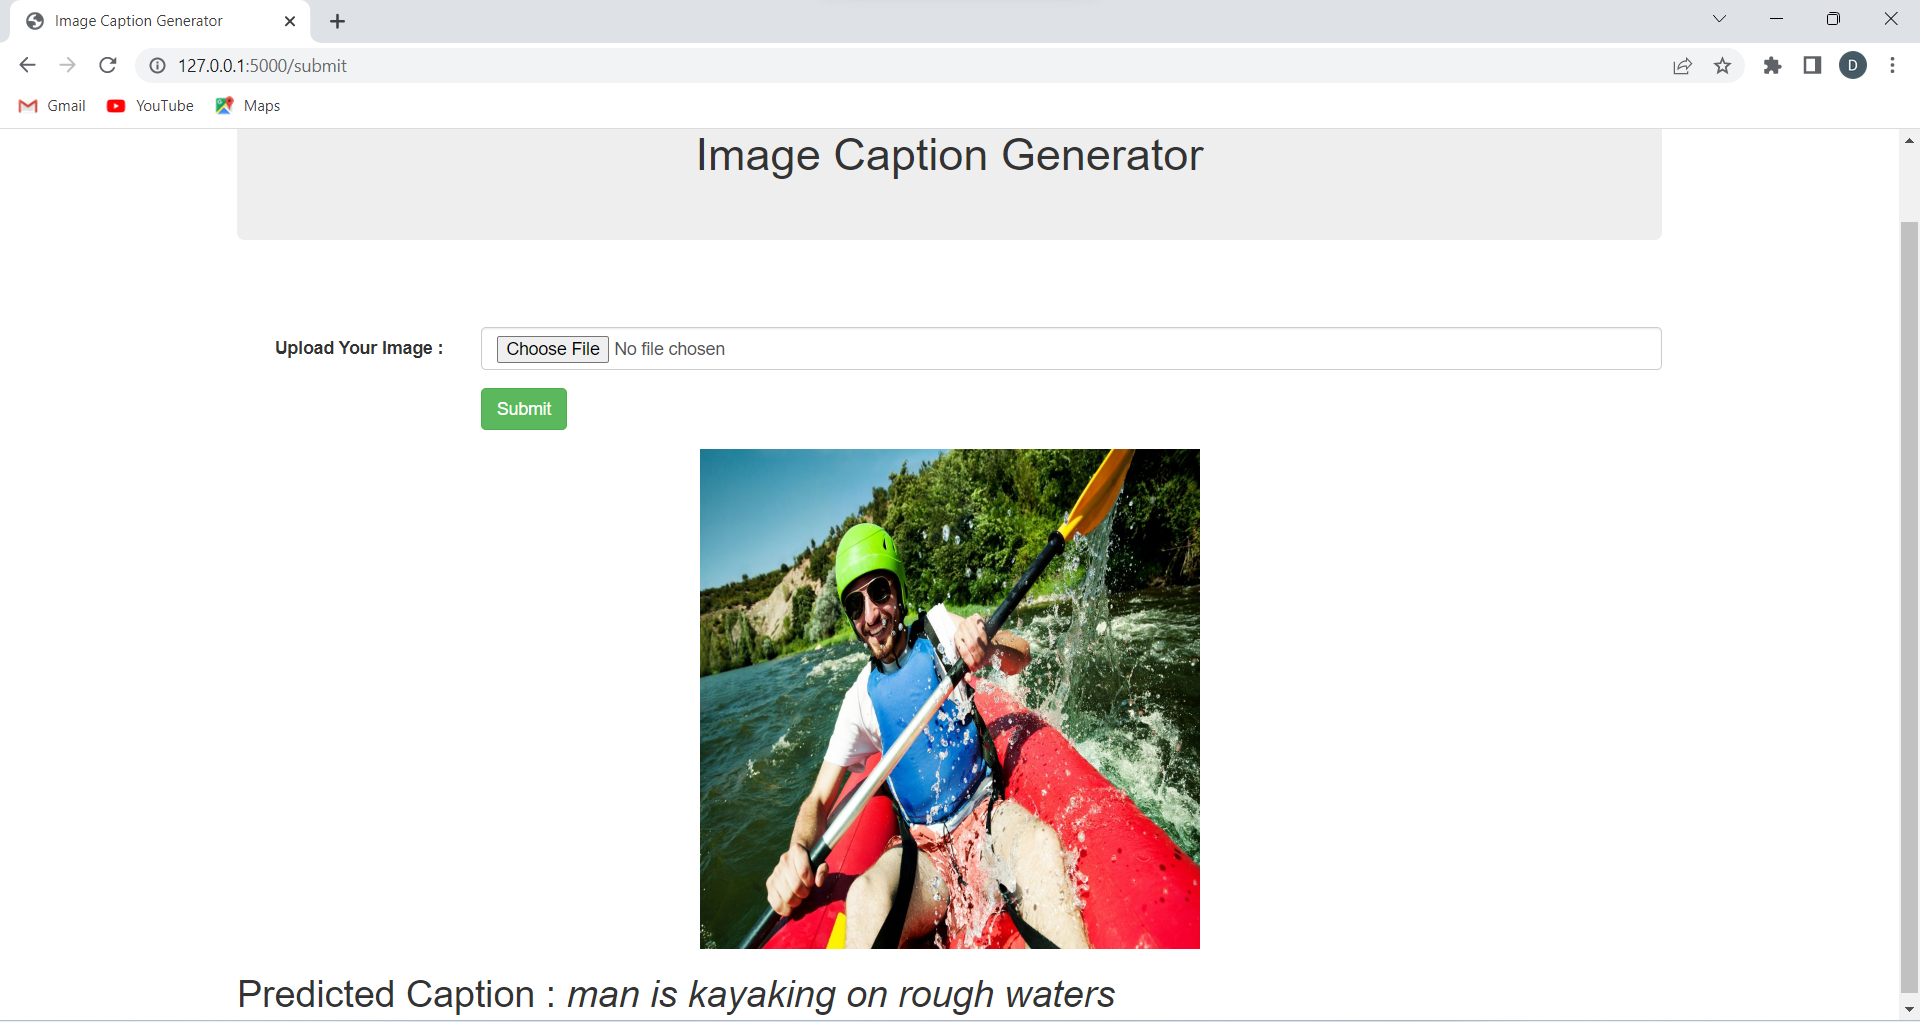 Image Caption Generator
127.0.0.1:5000/submit
D
Gmail YouTube Maps
Image Caption Generator
Upload Your Image : Choose File No file chosen
Submit
Predicted Caption : man is kayaking on rough waters